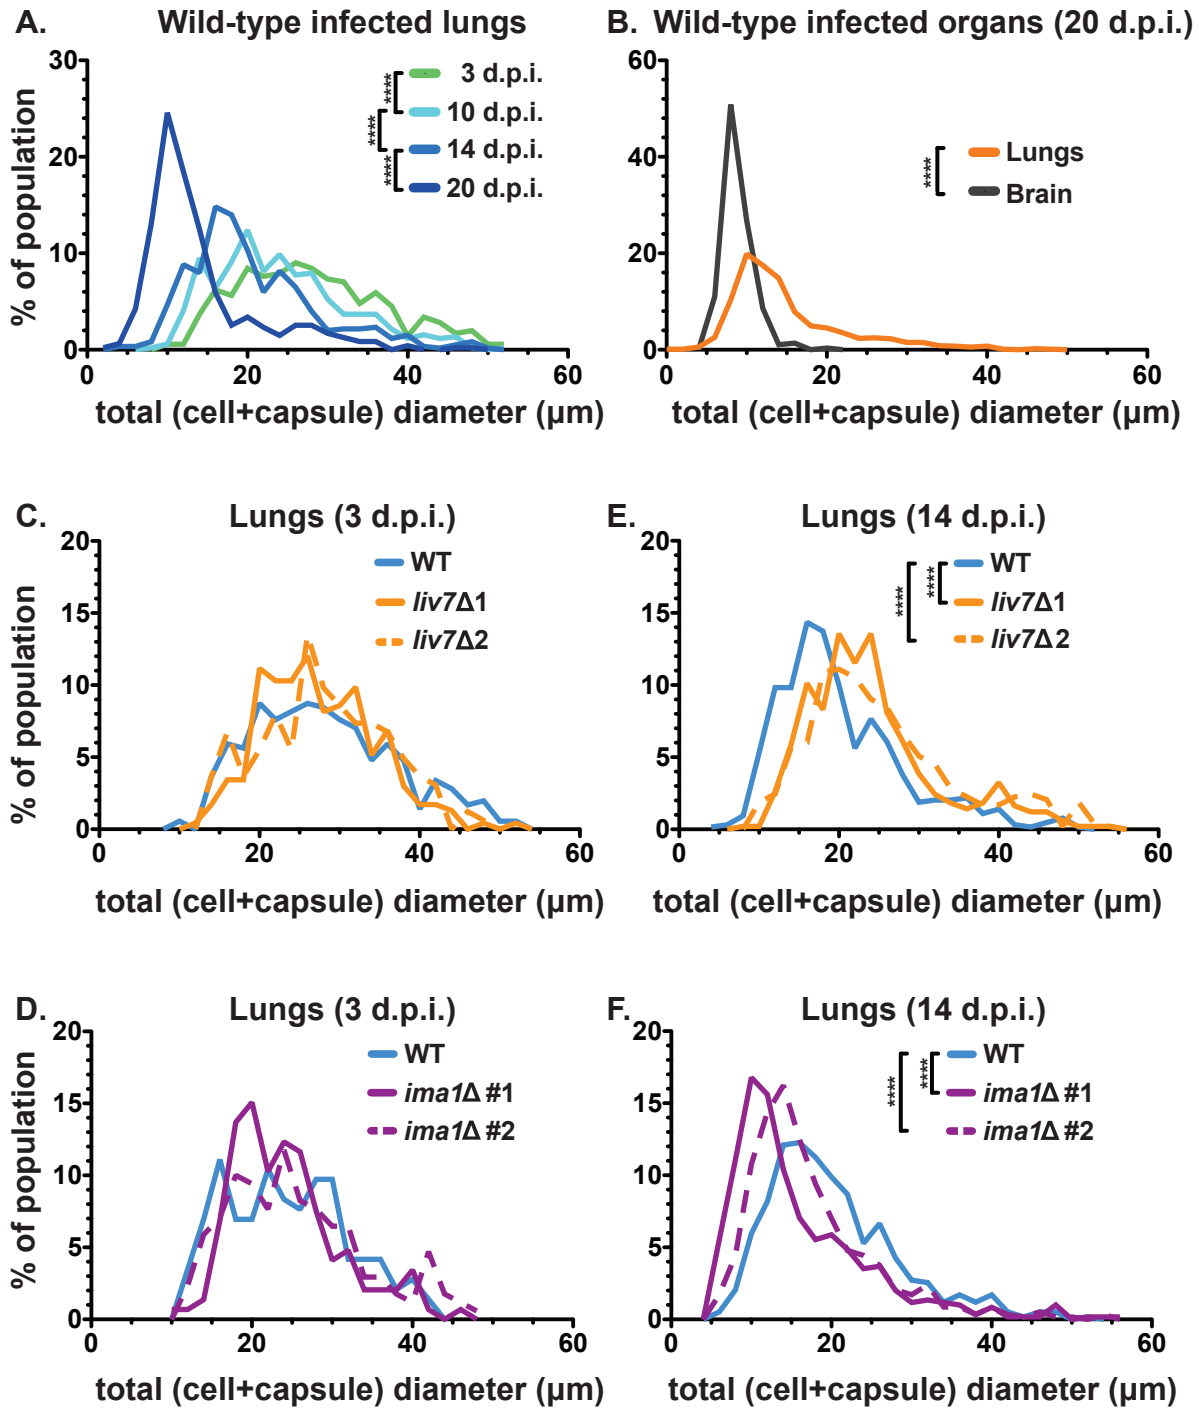 A. Wild-type infected lungs
30
20
10
0
0 20 40 60
% of population
total (cell+capsule) diameter (µm)
3 d.p.i.
10 d.p.i.
14 d.p.i.
20 d.p.i.
****
****
****
B. Wild-type infected organs (20 d.p.i.)
60
40
20
0
0 20 40 60
total (cell+capsule) diameter (µm)
Lungs
Brain
****
C. Lungs (3 d.p.i.)
20
15
10
5
0
0 20 40 60
% of population
total (cell+capsule) diameter (µm)
WT
liv7Δ1
liv7Δ2
E. Lungs (14 d.p.i.)
20
15
10
5
0
0 20 40 60
total (cell+capsule) diameter (µm)
WT
liv7Δ1
liv7Δ2
****
****
D. Lungs (3 d.p.i.)
20
15
10
5
0
0 20 40 60
% of population
total (cell+capsule) diameter (µm)
WT
ima1Δ #1
ima1Δ #2
F. Lungs (14 d.p.i.)
20
15
10
5
0
0 20 40 60
total (cell+capsule) diameter (µm)
WT
ima1Δ #1
ima1Δ #2
****
****